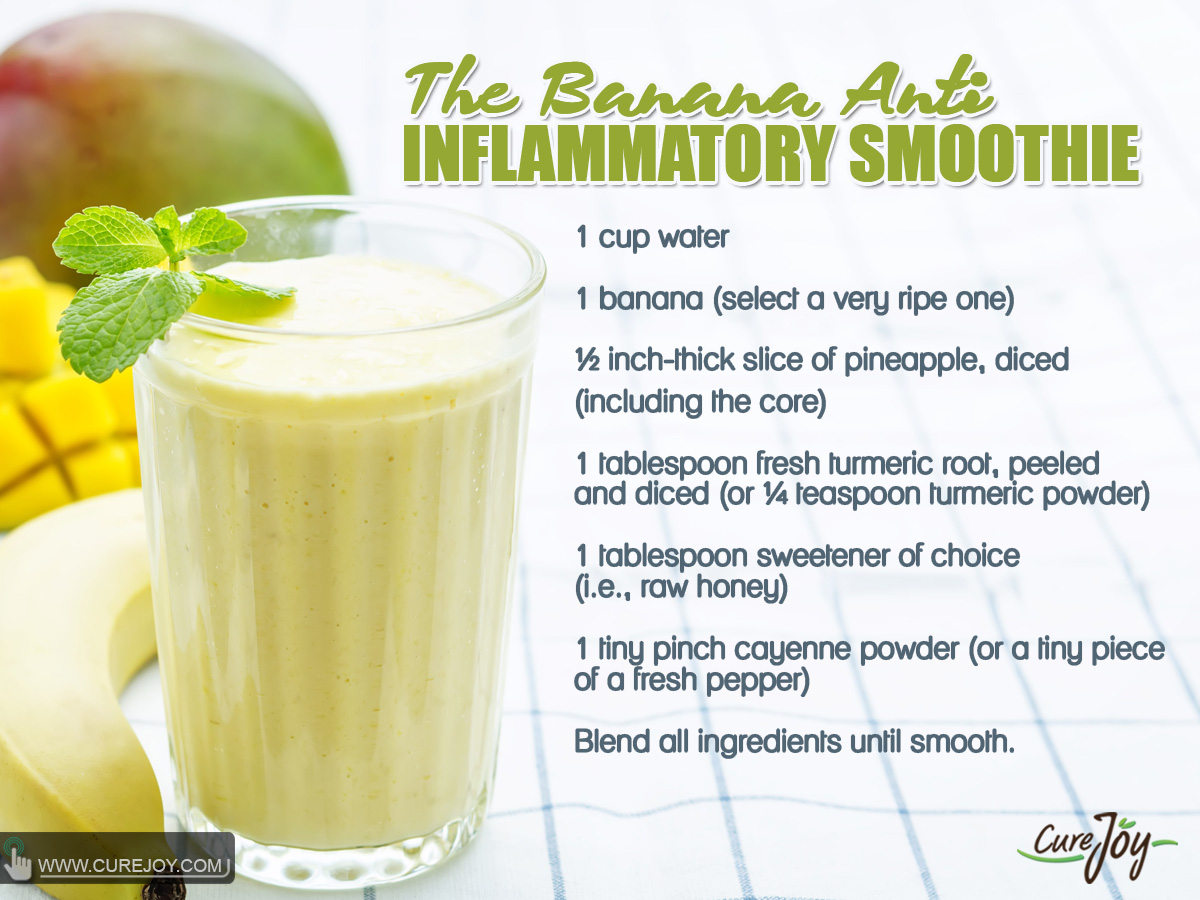 The Banana Anti
INFLAMMATORY SMOOTHIE
1 cup water
1 banana (select a very ripe one)
½ inch-thick slice of pineapple, diced
(including the core)
1 tablespoon fresh turmeric root, peeled
and diced (or ¼ teaspoon turmeric powder)
1 tablespoon sweetener of choice
(i.e., raw honey)
1 tiny pinch cayenne powder (or a tiny piece
of a fresh pepper)
Blend all ingredients until smooth.
CureJoy
WWW.CUREJOY.COM